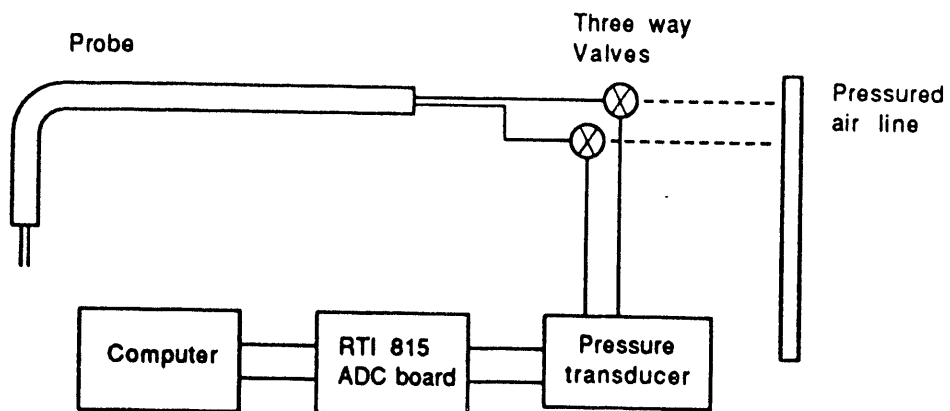 Three way
Valves
Probe
Pressured
air line
Computer
RTI 815
ADC board
Pressure
transducer